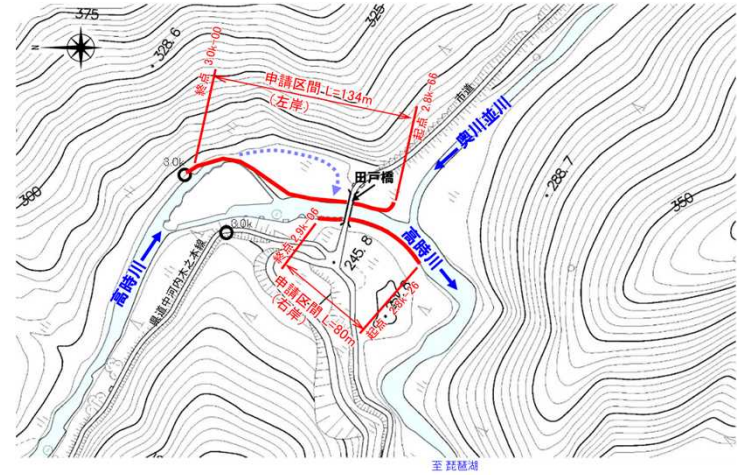 375
325
328.6
N
終点 3.0k-00
申請区間 L=134m
(左岸)
起点 2.8k-66
市道
奥川並川
3.0k
田戸橋
288.7
300
350
3.0k
終点 2.9k-06
245.8
高時川
高時川
県道中河内木之本線
申請区間 L=80m
(右岸)
起点 2.8k-26
至 琵琶湖